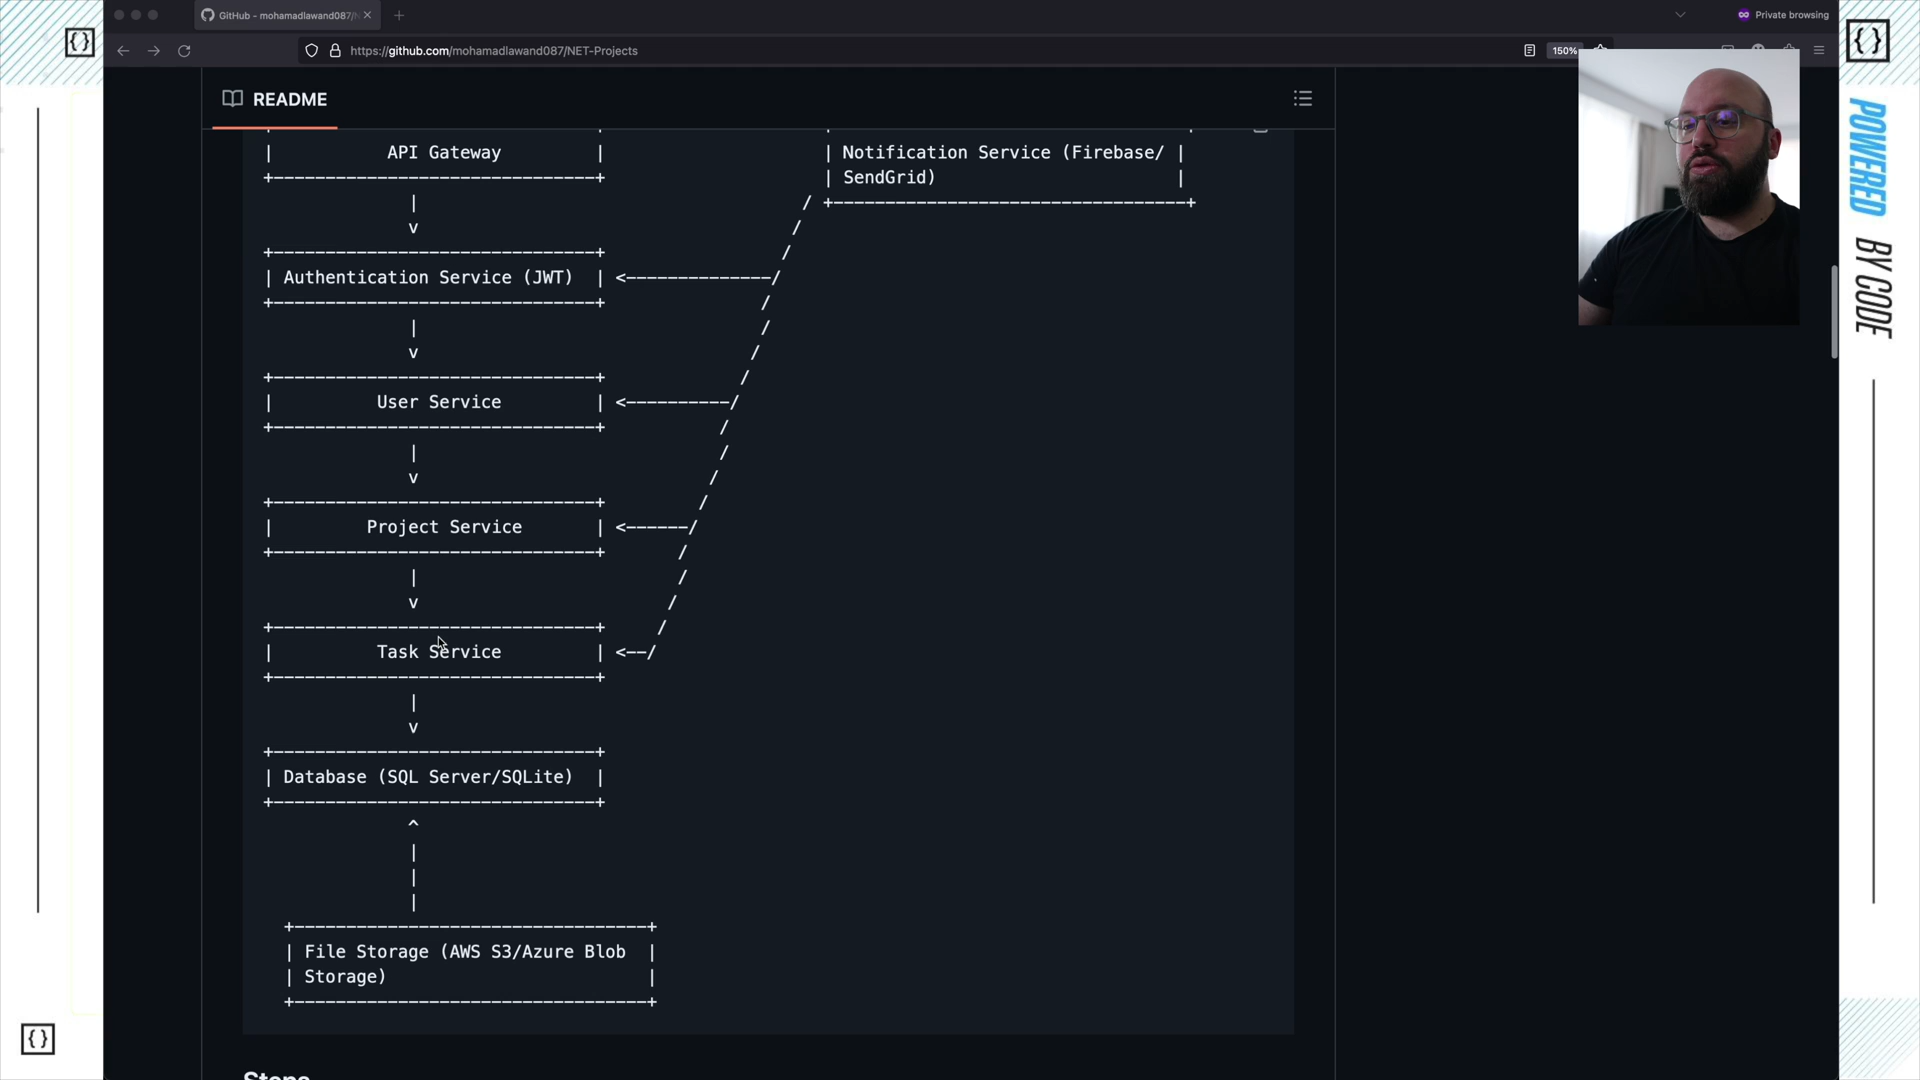 GitHub - mohamadlawand087/
Private browsing
https://github.com/mohamadlawand087/NET-Projects
150%
README
API Gateway
Notification Service (Firebase/
SendGrid)
Authentication Service (JWT)
User Service
Project Service
Task Service
Database (SQL Server/SQLite)
File Storage (AWS S3/Azure Blob
Storage)
Steps
POWERED
BY CODE